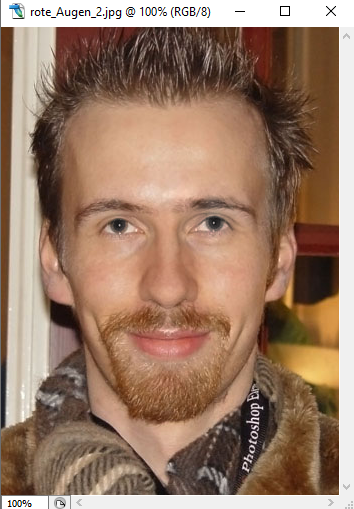 rote_Augen_2.jpg @ 100% (RGB/8)
Photoshop
100%